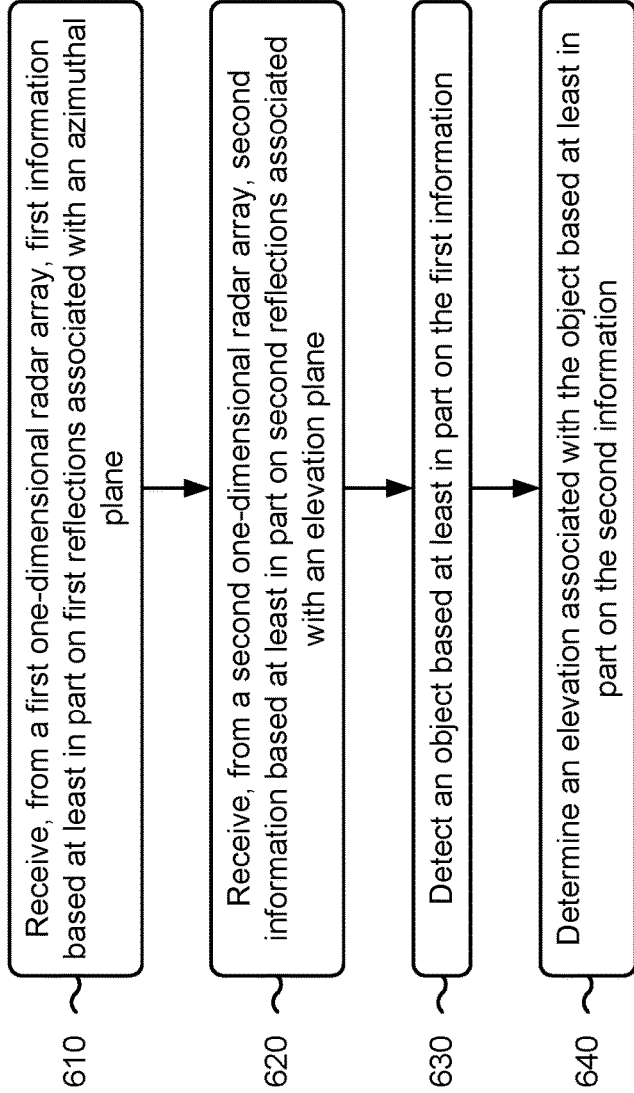 610
Receive, from a first one-dimensional radar array, first information
based at least in part on first reflections associated with an azimuthal
plane
620
Receive, from a second one-dimensional radar array, second
information based at least in part on second reflections associated
with an elevation plane
630
Detect an object based at least in part on the first information
640
Determine an elevation associated with the object based at least in
part on the second information